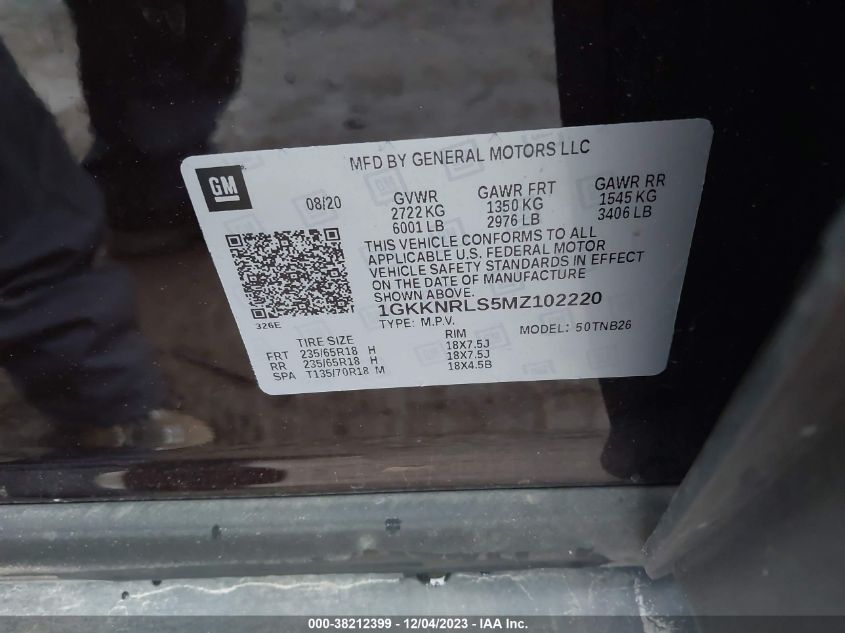 MFD BY GENERAL MOTORS LLC
GM
08/20
GVWR
2722 KG
6001 LB
GAWR FRT
1350 KG
2976 LB
GAWR RR
1545 KG
3406 LB
THIS VEHICLE CONFORMS TO ALL
APPLICABLE U.S. FEDERAL MOTOR
VEHICLE SAFETY STANDARDS IN EFFECT
ON THE DATE OF MANUFACTURE
SHOWN ABOVE.
1GKKNRLS5MZ102220
326E
TYPE: M.P.V.
MODEL: 50TNB26
TIRE SIZE
RIM
FRT 235/65R18 H 18X7.5J
RR 235/65R18 H 18X7.5J
SPA T135/70R18 M 18X4.5B
000-38212399 - 12/04/2023 - IAA Inc.